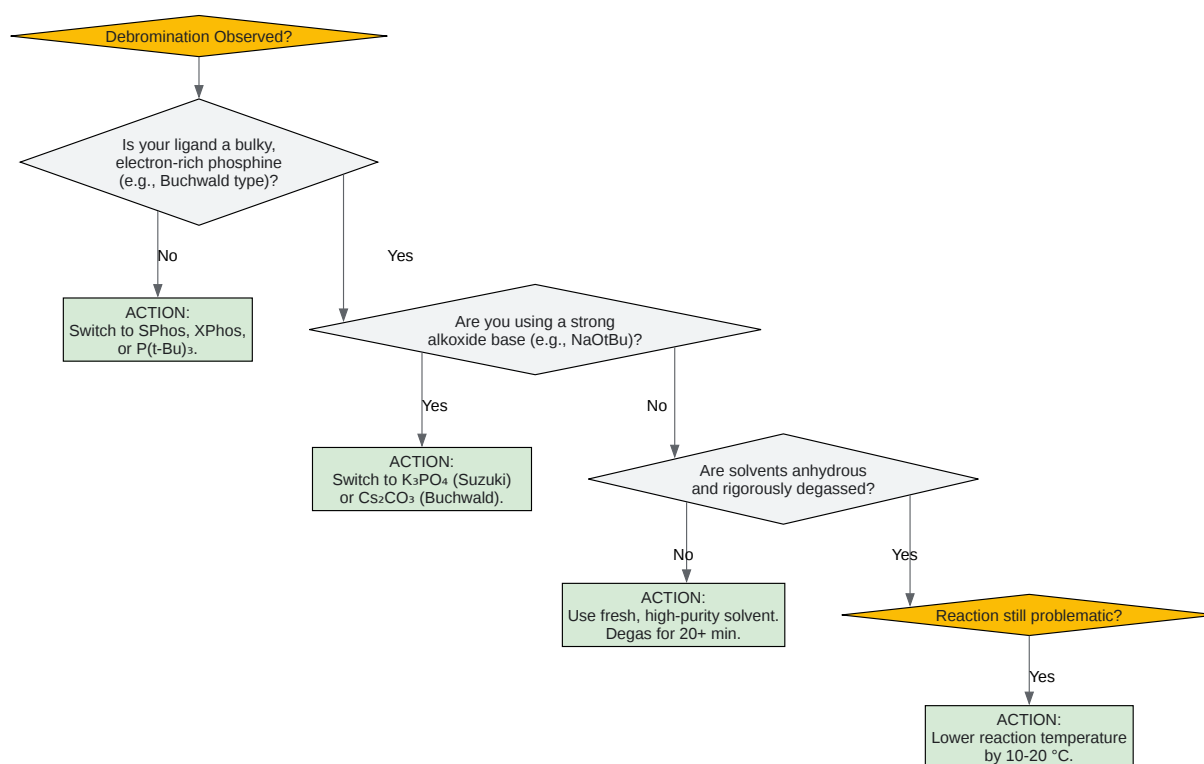 Debromination Observed?
Is your ligand a bulky,
electron-rich phosphine
(e.g., Buchwald type)?
No
Yes
ACTION:
Switch to SPhos, XPhos,
or P(t-Bu)₃.
Are you using a strong
alkoxide base (e.g., NaOtBu)?
Yes
No
ACTION:
Switch to K₃PO₄ (Suzuki)
or Cs₂CO₃ (Buchwald).
Are solvents anhydrous
and rigorously degassed?
No
Yes
ACTION:
Use fresh, high-purity solvent.
Degas for 20+ min.
Reaction still problematic?
Yes
ACTION:
Lower reaction temperature
by 10-20 °C.